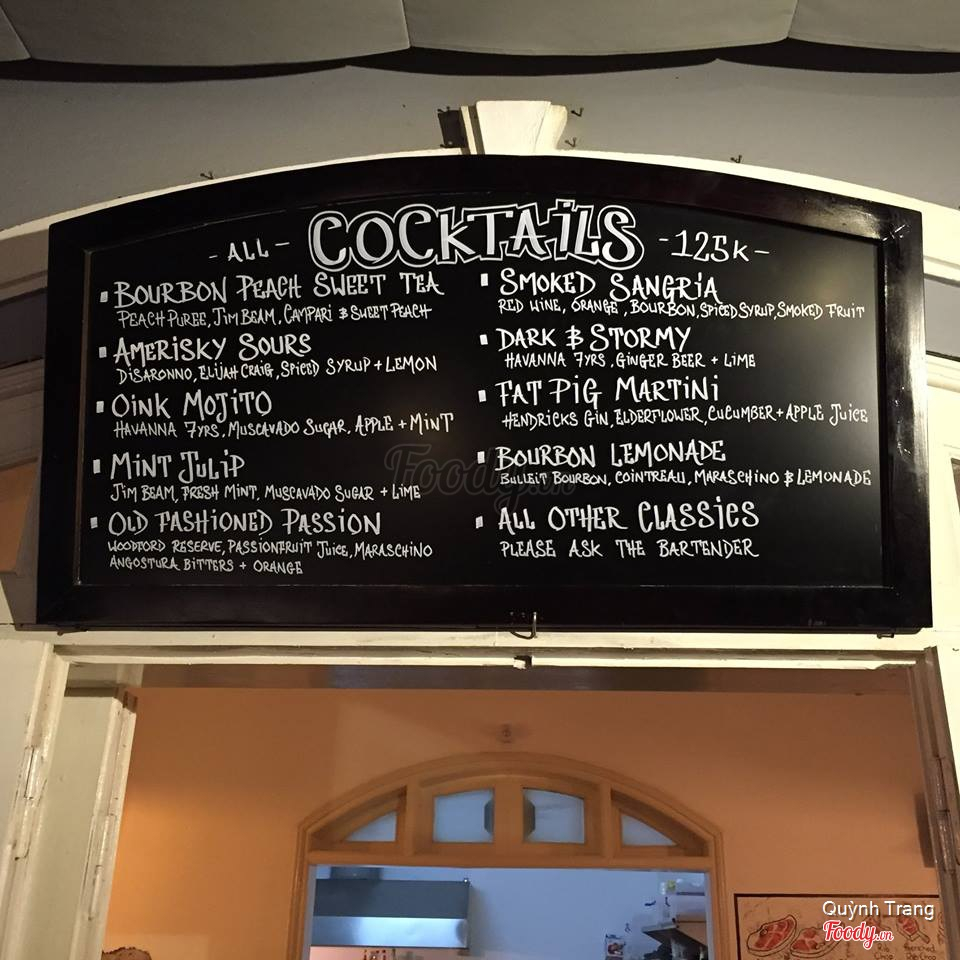 - ALL - COCKTAiLS - 125K -
BOURBON PEACH SWEET TEA
PEACH PUREE, JIM BEAM, CAMPARI & SWEET PEACH
AMERISKY SOURS
DISARONNO, ELIJAH CRAIG, SPICED SYRUP + LEMON
OINK MOJITO
HAVANNA 7YRS, MUSCAVADO SUGAR, APPLE + MINT
MINT JULIP
JIM BEAM, FRESH MINT, MUSCAVADO SUGAR + LIME
OLD FASHIONED PASSION
WOODFORD RESERVE, PASSIONFRUIT JUICE, MARASCHINO
ANGOSTURA BITTERS + ORANGE
SMOKED SANGRIA
RED WINE, ORANGE, BOURBON, SPICED SYRUP, SMOKED FRUIT
DARK & STORMY
HAVANNA 7YRS, GINGER BEER + LIME
FAT PIG MARTINI
HENDRICKS GIN, ELDERFLOWER, CUCUMBER + APPLE JUICE
BOURBON LEMONADE
BULLEIT BOURBON, COINTREAU, MARASCHINO & LEMONADE
ALL OTHER CLASSICS
PLEASE ASK THE BARTENDER
Foody.vn
Quỳnh Trang
Foody.vn